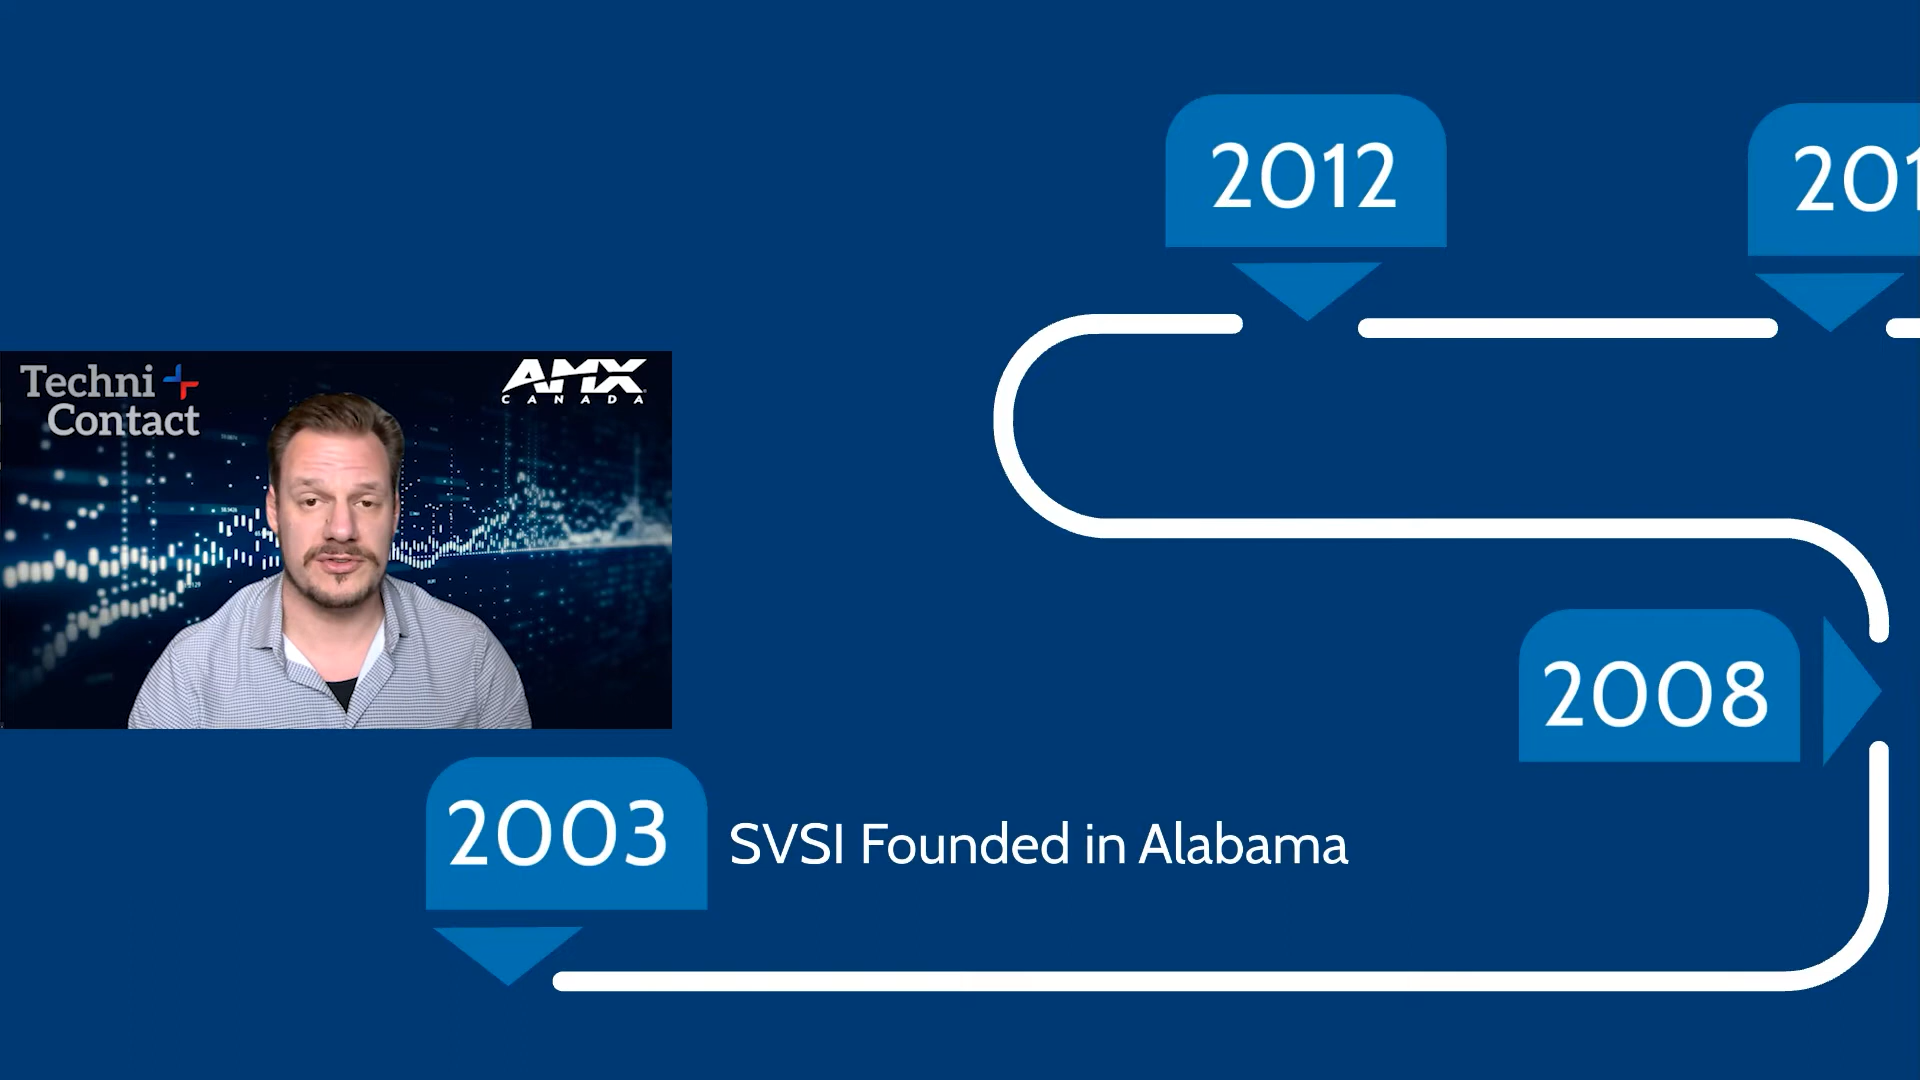 2012
201
Techni
Contact
AMX
CANADA
2008
2003
SVSI Founded in Alabama